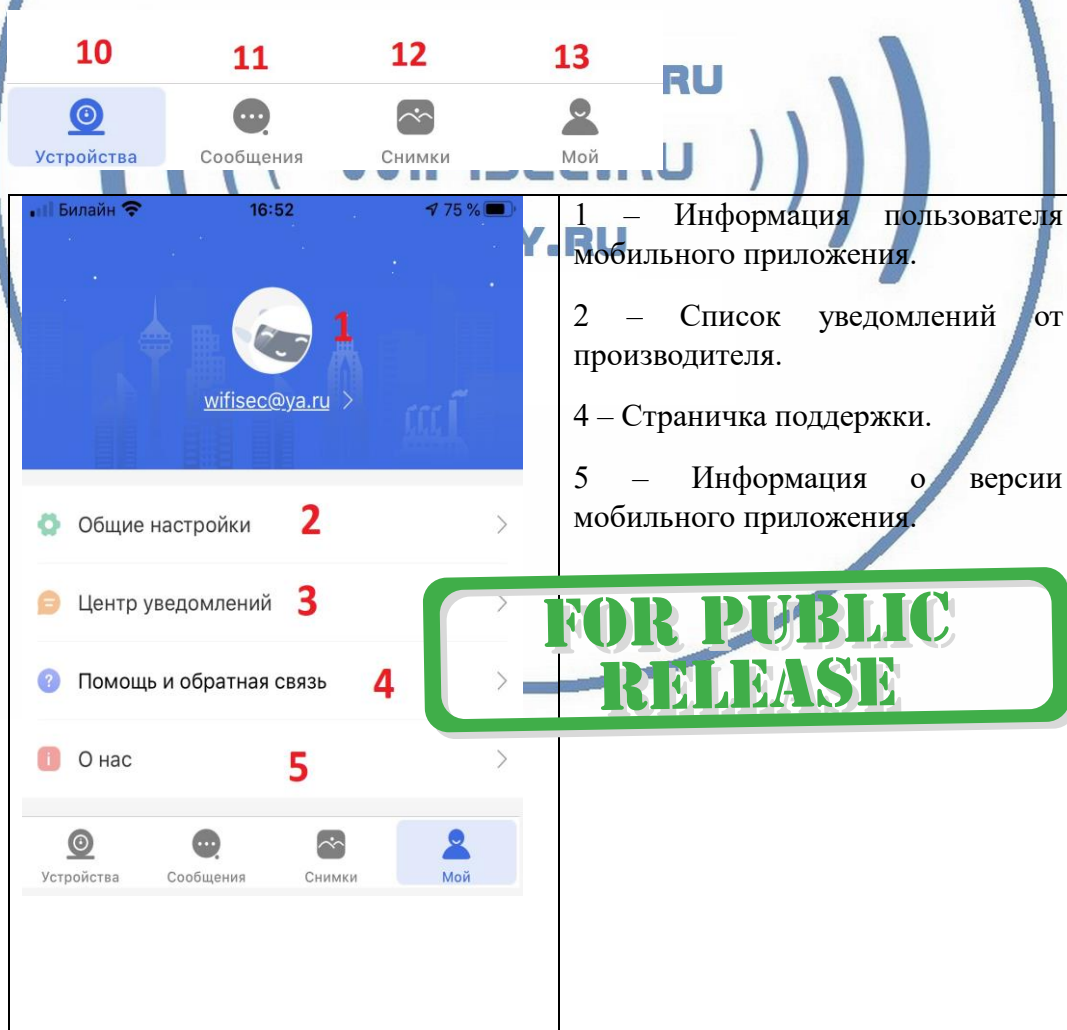 10 11 12 13
RU
Устройства Сообщения Снимки Мой
Билайн 16:52 75 %
Y.RU
1
wifisec@ya.ru
Общие настройки 2
Центр уведомлений 3
Помощь и обратная связь 4
О нас 5
Устройства Сообщения Снимки Мой
1 – Информация пользователя
мобильного приложения.
2 – Список уведомлений от
производителя.
4 – Страничка поддержки.
5 – Информация о версии
мобильного приложения.
FOR PUBLIC
RELEASE